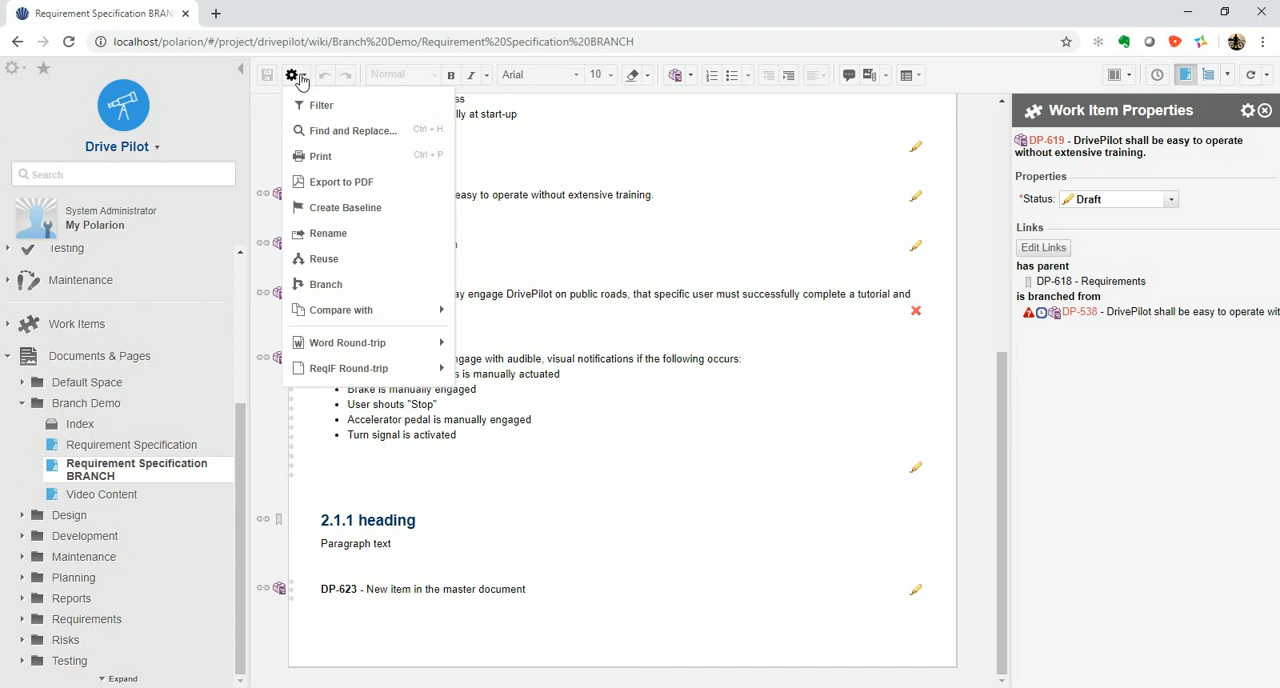 Requirement Specification BRAN
localhost/polarion/#/project/drivepilot/wiki/Branch%20Demo/Requirement%20Specification%20BRANCH
Normal
B
I
Arial
10
Drive Pilot
Search
System Administrator
My Polarion
Testing
Maintenance
Work Items
Documents & Pages
Default Space
Branch Demo
Index
Requirement Specification
Requirement Specification
BRANCH
Video Content
Design
Development
Maintenance
Planning
Reports
Requirements
Risks
Testing
Expand
Filter
Find and Replace... Ctrl + H
Print Ctrl + P
Export to PDF
Create Baseline
Rename
Reuse
Branch
Compare with
Word Round-trip
ReqIF Round-trip
ss
lly at start-up
easy to operate without extensive training.
ay engage DrivePilot on public roads, that specific user must successfully complete a tutorial and
ngage with audible, visual notifications if the following occurs:
s is manually actuated
• Brake is manually engaged
• User shouts "Stop"
• Accelerator pedal is manually engaged
• Turn signal is activated
2.1.1 heading
Paragraph text
DP-623 - New item in the master document
Work Item Properties
DP-619 - DrivePilot shall be easy to operate
without extensive training.
Properties
*Status: Draft
Links
Edit Links
has parent
DP-618 - Requirements
is branched from
DP-538 - DrivePilot shall be easy to operate wit